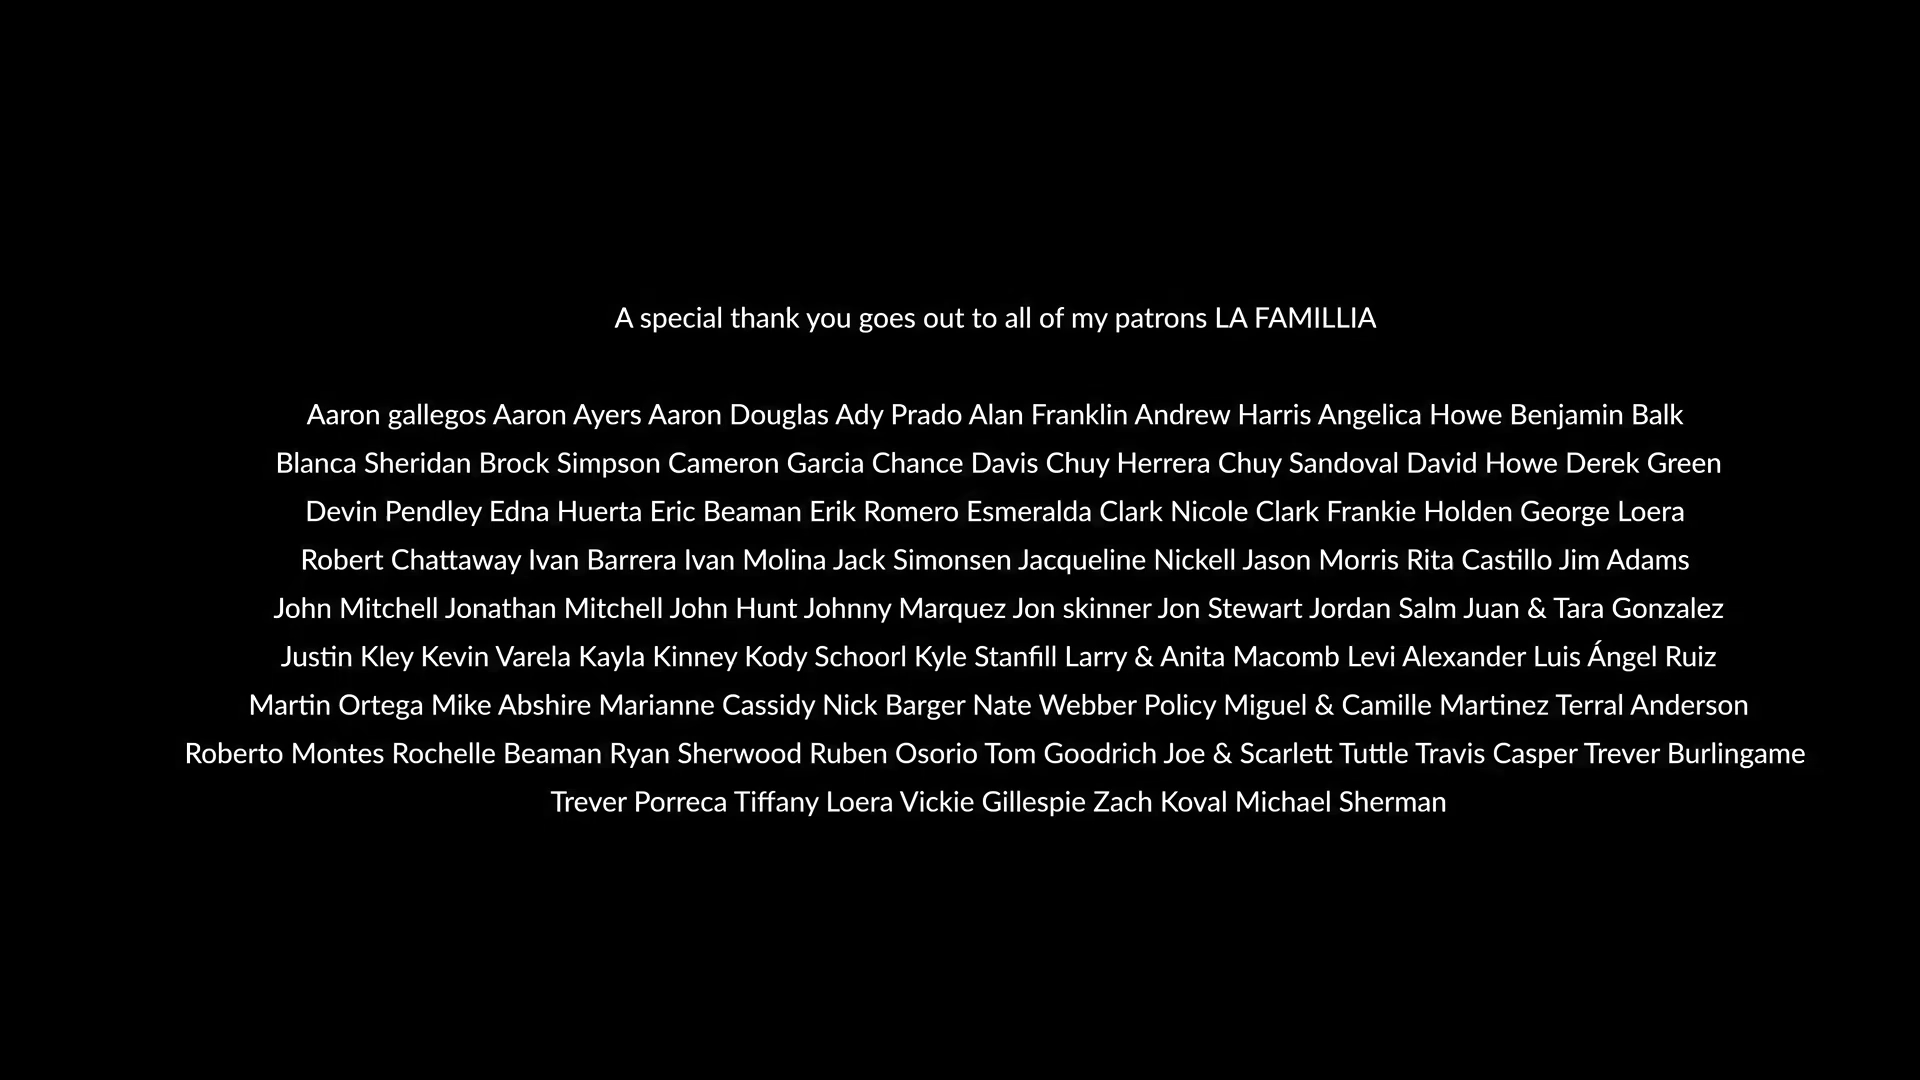 A special thank you goes out to all of my patrons LA FAMILLIA
Aaron gallegos Aaron Ayers Aaron Douglas Ady Prado Alan Franklin Andrew Harris Angelica Howe Benjamin Balk
Blanca Sheridan Brock Simpson Cameron Garcia Chance Davis Chuy Herrera Chuy Sandoval David Howe Derek Green
Devin Pendley Edna Huerta Eric Beaman Erik Romero Esmeralda Clark Nicole Clark Frankie Holden George Loera
Robert Chattaway Ivan Barrera Ivan Molina Jack Simonsen Jacqueline Nickell Jason Morris Rita Castillo Jim Adams
John Mitchell Jonathan Mitchell John Hunt Johnny Marquez Jon skinner Jon Stewart Jordan Salm Juan & Tara Gonzalez
Justin Kley Kevin Varela Kayla Kinney Kody Schoorl Kyle Stanfill Larry & Anita Macomb Levi Alexander Luis Ángel Ruiz
Martin Ortega Mike Abshire Marianne Cassidy Nick Barger Nate Webber Policy Miguel & Camille Martinez Terral Anderson
Roberto Montes Rochelle Beaman Ryan Sherwood Ruben Osorio Tom Goodrich Joe & Scarlett Tuttle Travis Casper Trever Burlingame
Trever Porreca Tiffany Loera Vickie Gillespie Zach Koval Michael Sherman